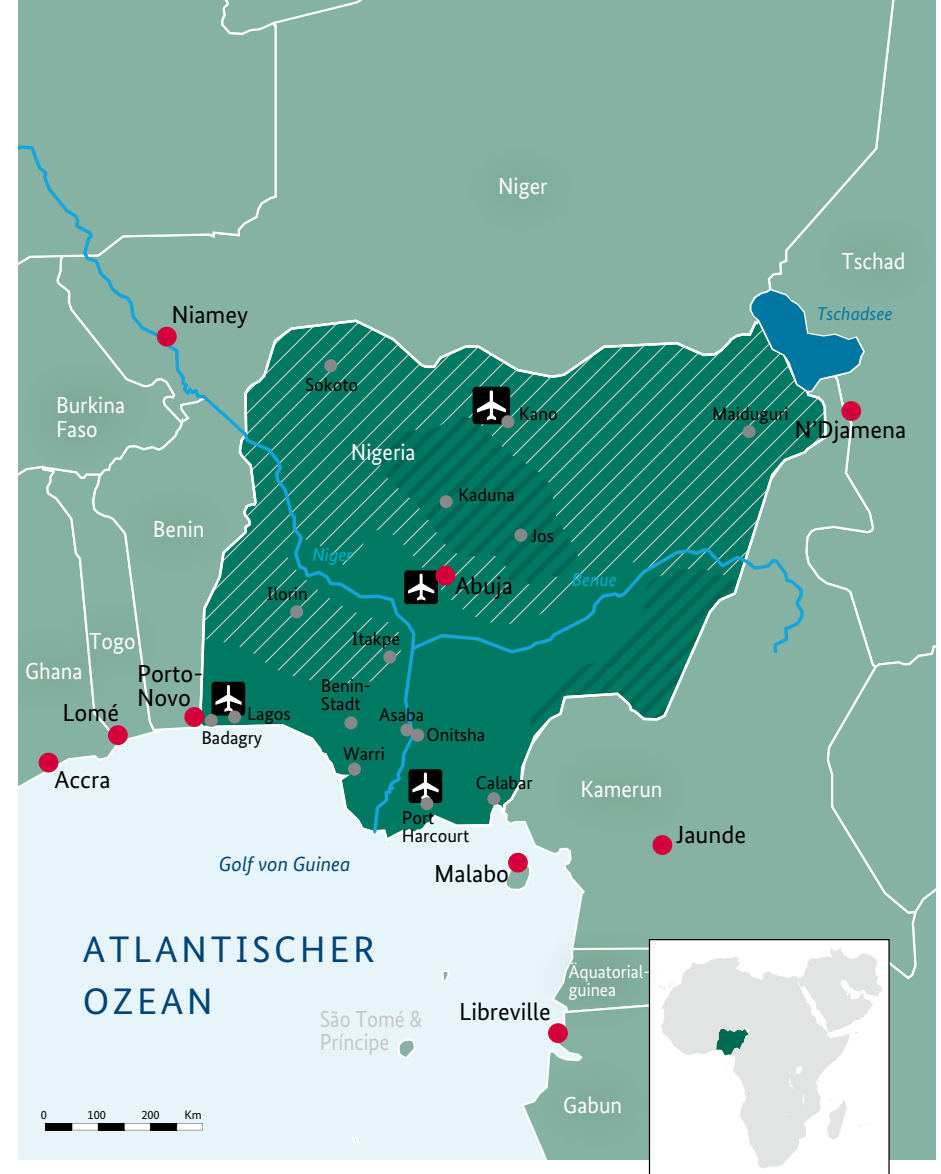 Niger
Tschad
Tschadsee
Niamey
Sokoto
Burkina
Faso
Kano
Maiduguri
N'Djamena
Nigeria
Kaduna
Benin
Jos
Niger
Abuja
Benue
Ilorin
Itakpé
Togo
Ghana
Porto-
Novo
Benin-
Stadt
Lomé
Lagos
Asaba
Onitsha
Badagry
Warri
Accra
Calabar
Kamerun
Port
Harcourt
Jaunde
Golf von Guinea
Malabo
ATLANTISCHER
OZEAN
Äquatorial-
guinea
Libreville
São Tomé &
Príncipe
Gabun
0 100 200 Km